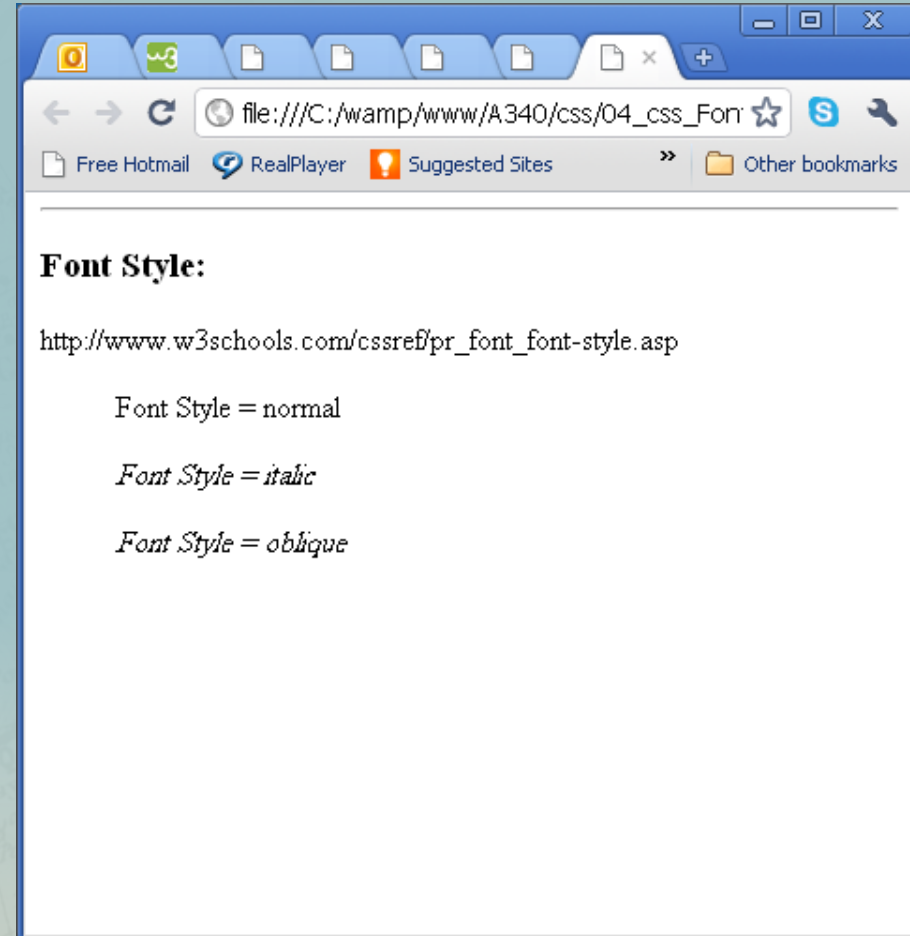 file:///C:/wamp/www/A340/css/04_css_Fon
Free Hotmail RealPlayer Suggested Sites » Other bookmarks
Font Style:
http://www.w3schools.com/cssref/pr_font_font-style.asp
Font Style = normal
Font Style = italic
Font Style = oblique